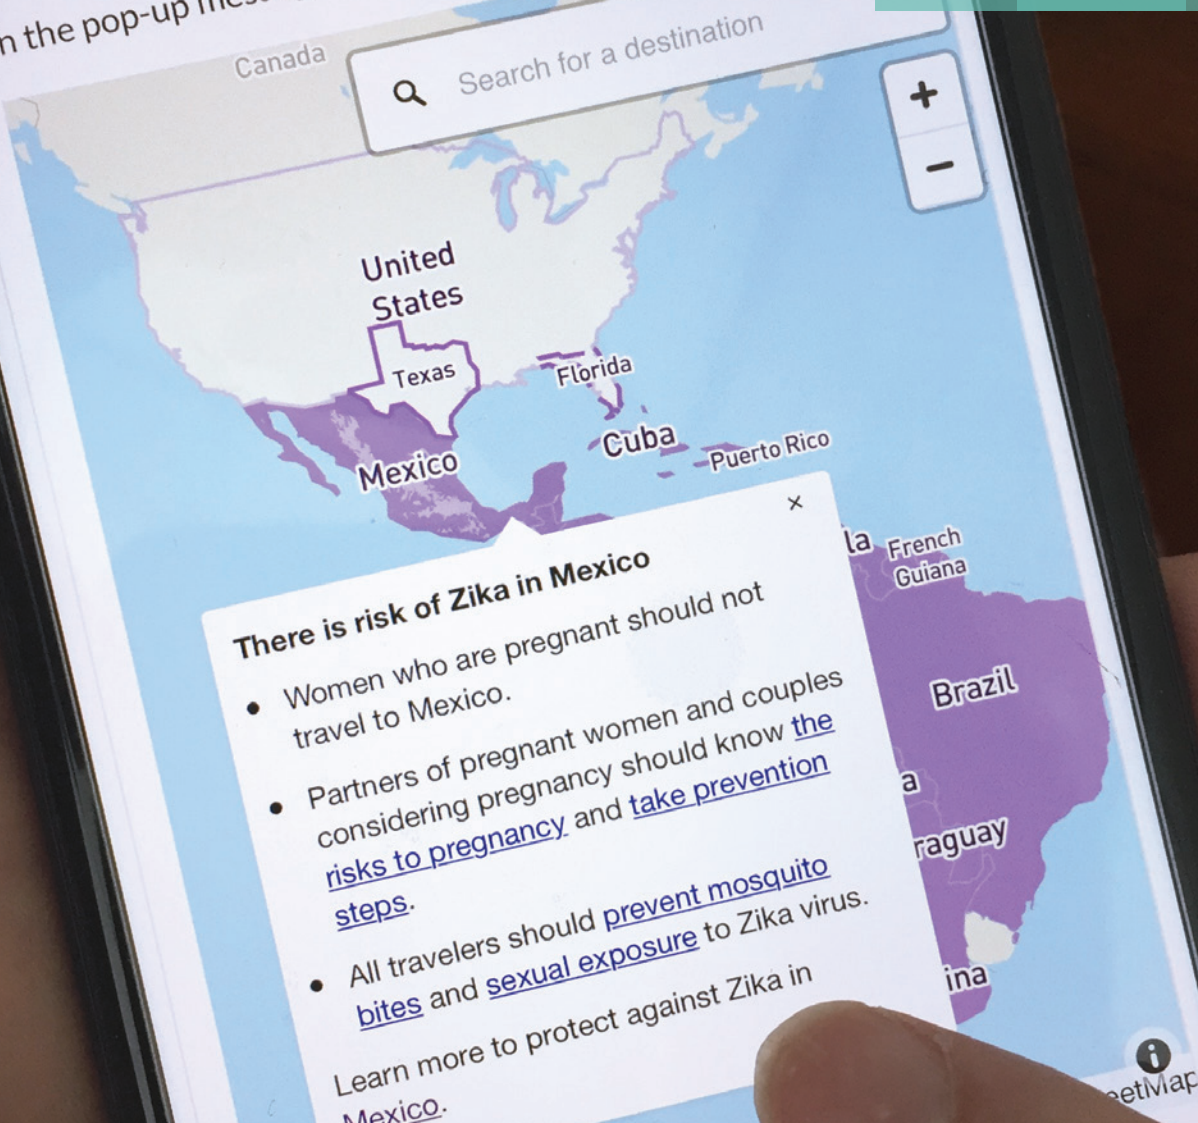 n the pop-up
Canada
Search for a destination
+
−
United
States
Texas
Florida
Cuba
Puerto Rico
Mexico
×
la
French
Guiana
There is risk of Zika in Mexico
• Women who are pregnant should not
travel to Mexico.
• Partners of pregnant women and couples
considering pregnancy should know the
risks to pregnancy and take prevention
steps.
• All travelers should prevent mosquito
bites and sexual exposure to Zika virus.
Learn more to protect against Zika in
Mexico.
Brazil
a
raguay
ina
i
eetMap